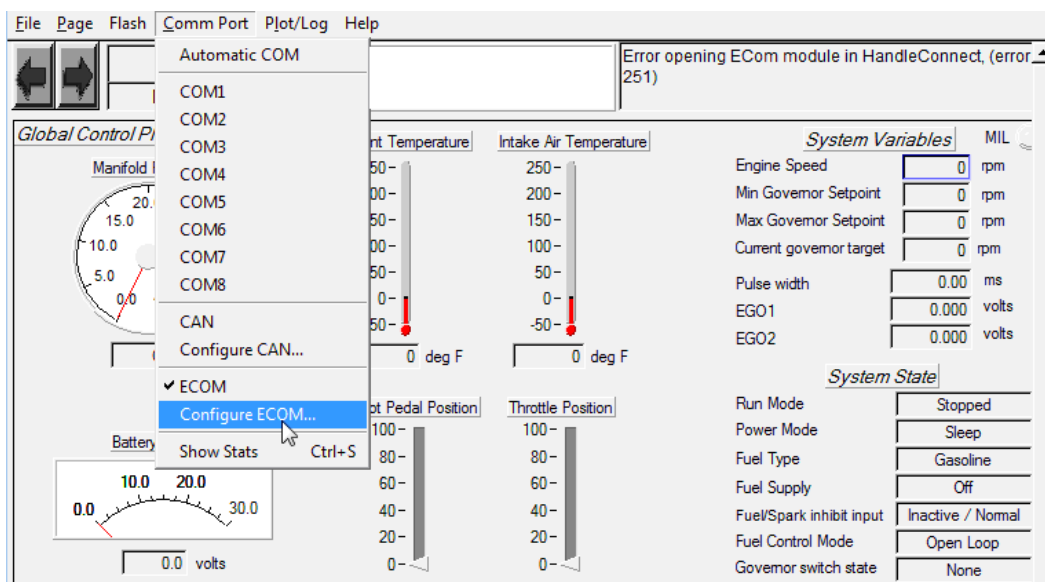 File Page Flash Comm Port Plot/Log Help
Automatic COM
COM1
COM2
COM3
COM4
COM5
COM6
COM7
COM8
CAN
Configure CAN...
ECOM
Configure ECOM...
Show Stats Ctrl+S
Error opening ECom module in HandleConnect, (error
251)
Global Control
Manifold
20.
15.0
10.0
5.0
0.0
Temperature
deg F
0
Intake Air Temperature
250
200
150
100
50
0
-50
0 deg F
System Variables MIL
Engine Speed 0 rpm
Min Governor Setpoint 0 rpm
Max Governor Setpoint 0 rpm
Current governor target 0 rpm
Pulse width 0.00 ms
EGO1 0.000 volts
EGO2 0.000 volts
Battery
10.0 20.0
0.0 30.0
0.0 volts
Pedal Position
100
80
60
40
20
0
Throttle Position
100
80
60
40
20
0
System State
Run Mode Stopped
Power Mode Sleep
Fuel Type Gasoline
Fuel Supply Off
Fuel/Spark inhibit input Inactive / Normal
Fuel Control Mode Open Loop
Governor switch state None